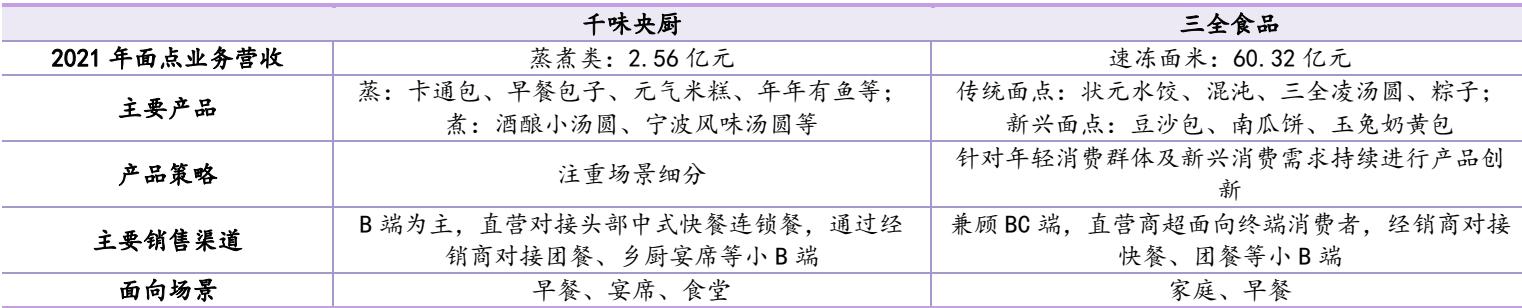 千味央厨 三全食品
2021 年面点业务营收 蒸煮类：2.56 亿元 速冻面米：60.32 亿元
主要产品 蒸：卡通包、早餐包子、元气米糕、年年有鱼等； 传统面点：状元水饺、混沌、三全凌汤圆、粽子；
煮：酒酿小汤圆、宁波风味汤圆等 新兴面点：豆沙包、南瓜饼、玉兔奶黄包
产品策略 注重场景细分 针对年轻消费群体及新兴消费需求持续进行产品创
新
主要销售渠道 B 端为主，直营对接头部中式快餐连锁餐，通过经 兼顾 BC 端，直营商超面向终端消费者，经销商对接
销商对接团餐、乡厨宴席等小 B 端 快餐、团餐等小 B 端
面向场景 早餐、宴席、食堂 家庭、早餐